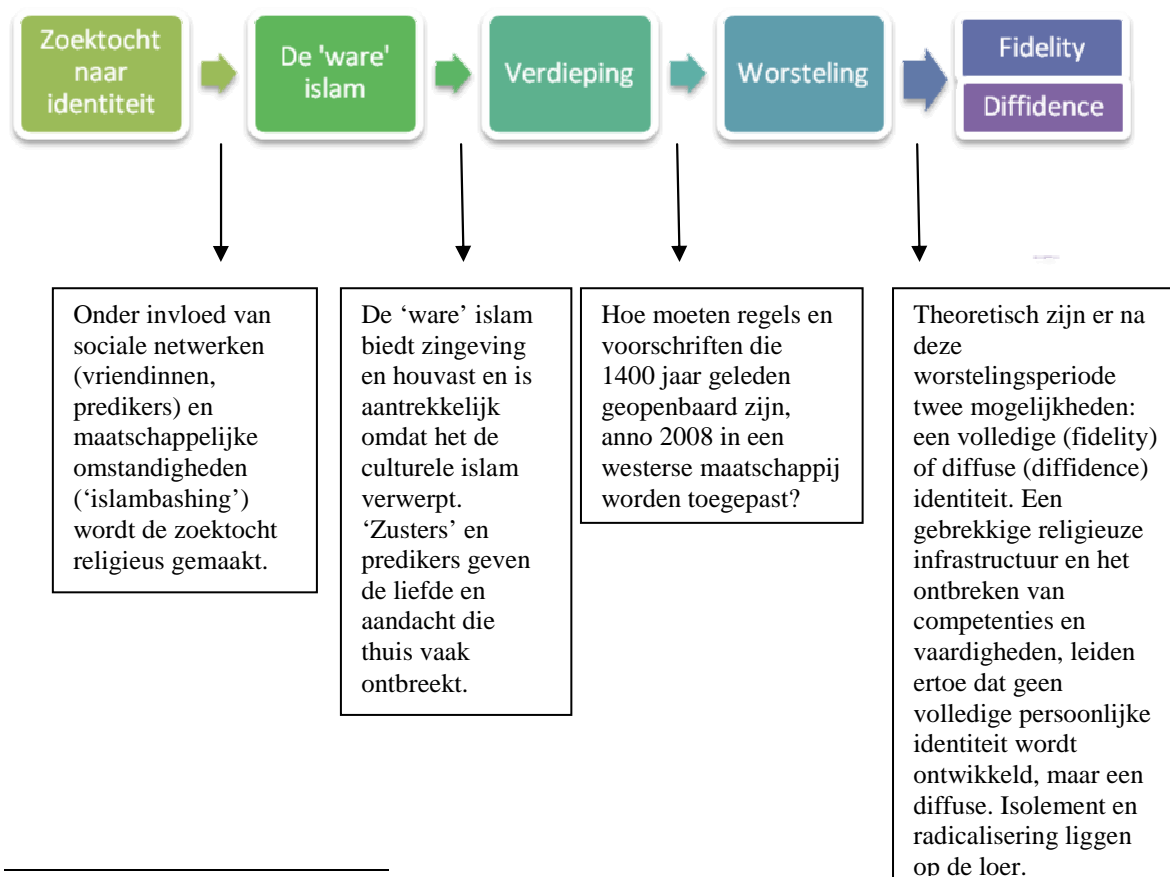 Zoektocht
naar
identiteit
De 'ware'
islam
Verdieping
Worsteling
Fidelity
Diffidence
Onder invloed van
sociale netwerken
(vriendinnen,
predikers) en
maatschappelijke
omstandigheden
(‘islambashing’)
wordt de zoektocht
religieus gemaakt.
De ‘ware’ islam
biedt zingeving
en houvast en is
aantrekkelijk
omdat het de
culturele islam
verwerpt.
‘Zusters’ en
predikers geven
de liefde en
aandacht die
thuis vaak
ontbreekt.
Hoe moeten regels en
voorschriften die
1400 jaar geleden
geopenbaard zijn,
anno 2008 in een
westerse maatschappij
worden toegepast?
Theoretisch zijn er na
deze
worstelingsperiode
twee mogelijkheden:
een volledige (fidelity)
of diffuse (diffidence)
identiteit. Een
gebrekkige religieuze
infrastructuur en het
ontbreken van
competenties en
vaardigheden, leiden
ertoe dat geen
volledige persoonlijke
identiteit wordt
ontwikkeld, maar een
diffuse. Isolement en
radicalisering liggen
op de loer.